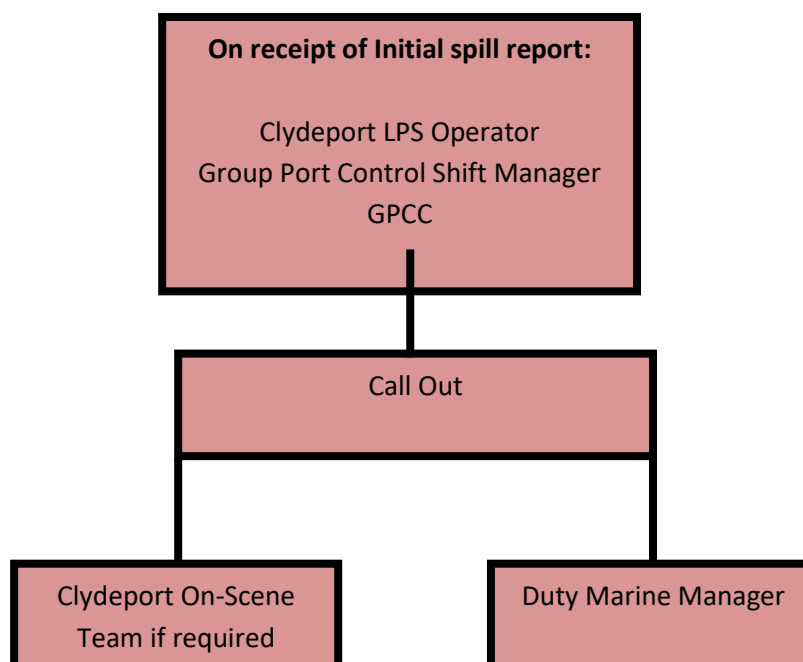 On receipt of Initial spill report:
Clydeport LPS Operator
Group Port Control Shift Manager
GPCC
Call Out
Clydeport On-Scene
Team if required
Duty Marine Manager